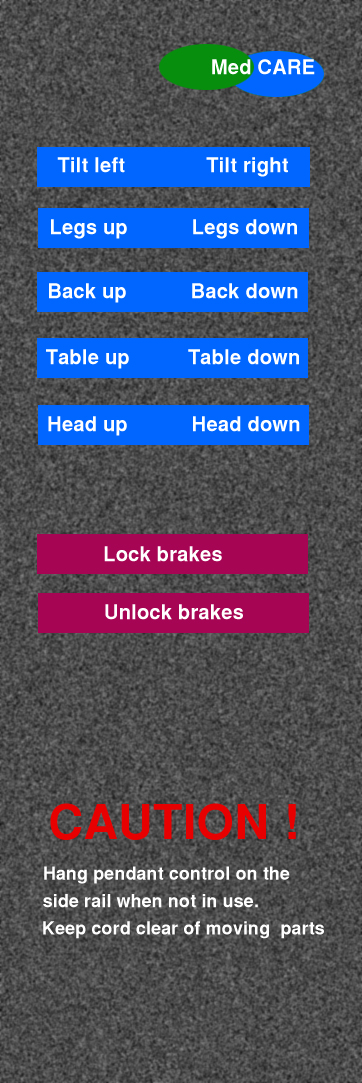 Med CARE
Tilt left Tilt right
Legs up Legs down
Back up Back down
Table up Table down
Head up Head down
Lock brakes
Unlock brakes
CAUTION !
Hang pendant control on the
side rail when not in use.
Keep cord clear of moving parts